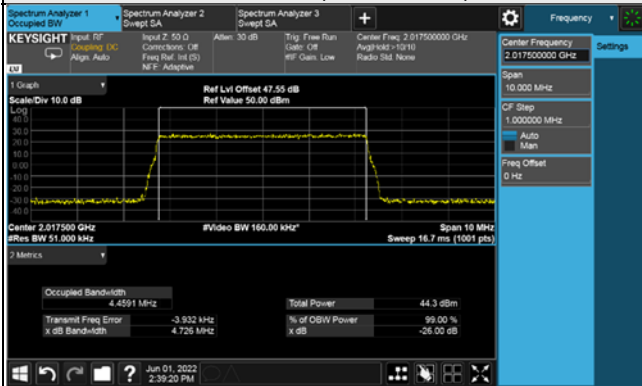 Spectrum Analyzer 1
Occupied BW
Spectrum Analyzer 2
Swept SA
Spectrum Analyzer 3
Swept SA
+
Frequency
KEYSIGHT
Input: RF
Coupling: DC
Align: Auto
Input Z: 50 Ω
Corrections: Off
Freq Ref: Int (S)
NFE: Adaptive
Atten: 30 dB
Trig: Free Run
Gate: Off
#IF Gain: Low
Center Freq: 2.017500000 GHz
Avg|Hold:>10/10
Radio Std: None
Center Frequency
2.017500000 GHz
Settings
Span
10.000 MHz
CF Step
1.000000 MHz
Auto
Man
Freq Offset
0 Hz
1 Graph
Scale/Div 10.0 dB
Ref Lvl Offset 47.55 dB
Ref Value 50.00 dBm
Log
40.0
30.0
20.0
10.0
0.00
-10.0
-20.0
-30.0
-40.0
Center 2.017500 GHz
#Video BW 160.00 kHz*
Span 10 MHz
#Res BW 51.000 kHz
Sweep 16.7 ms (1001 pts)
2 Metrics
Occupied Bandwidth
4.4591 MHz
Total Power 44.3 dBm
Transmit Freq Error -3.932 kHz
% of OBW Power 99.00 %
x dB Bandwidth 4.726 MHz
x dB -26.00 dB
?
Jun 01, 2022
2:39:20 PM